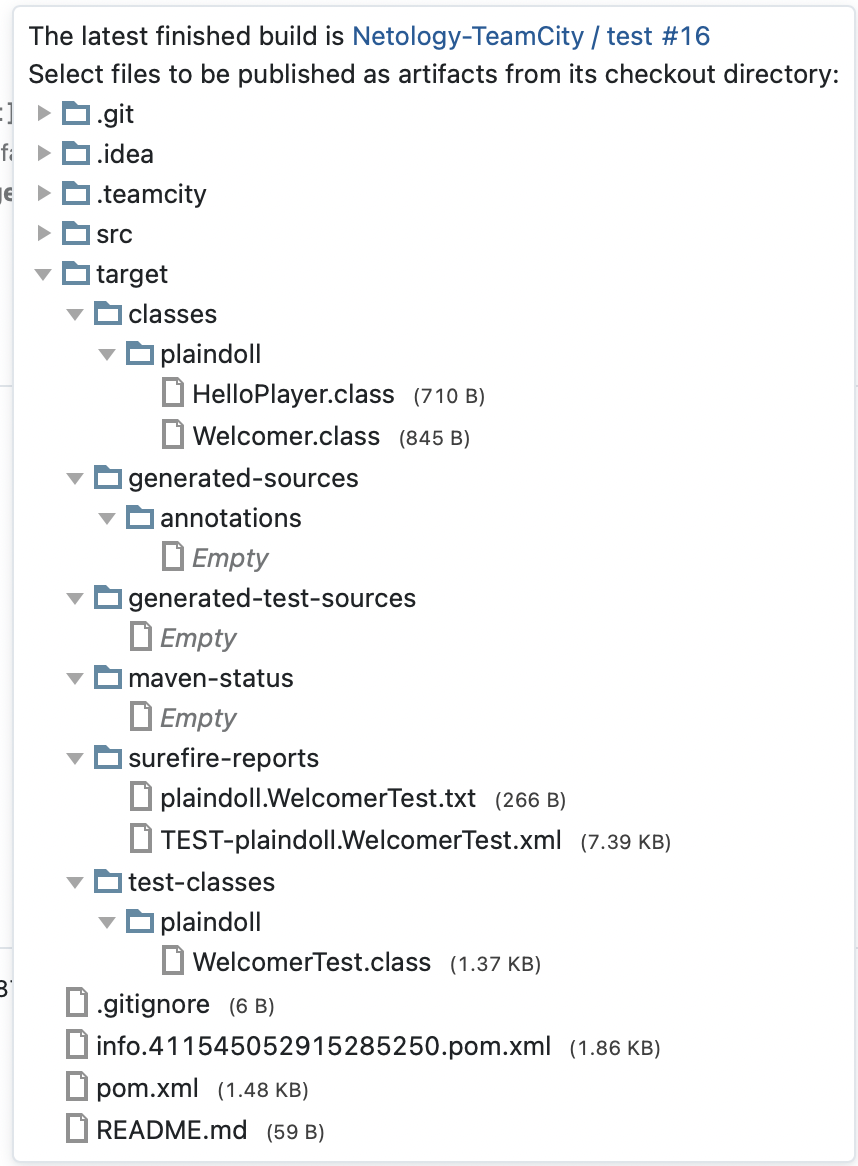 The latest finished build is Netology-TeamCity / test #16
Select files to be published as artifacts from its checkout directory:
.git
.idea
.teamcity
src
target
classes
plaindoll
HelloPlayer.class (710 B)
Welcomer.class (845 B)
generated-sources
annotations
Empty
generated-test-sources
Empty
maven-status
Empty
surefire-reports
plaindoll.WelcomerTest.txt (266 B)
TEST-plaindoll.WelcomerTest.xml (7.39 KB)
test-classes
plaindoll
WelcomerTest.class (1.37 KB)
.gitignore (6 B)
info.411545052915285250.pom.xml (1.86 KB)
pom.xml (1.48 KB)
README.md (59 B)